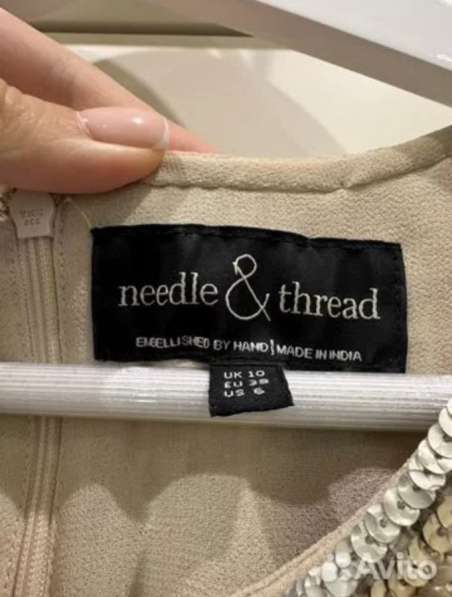 needle & thread
EMBELLISHED BY HAND | MADE IN INDIA
UK 10
EU 38
US 6
Avito